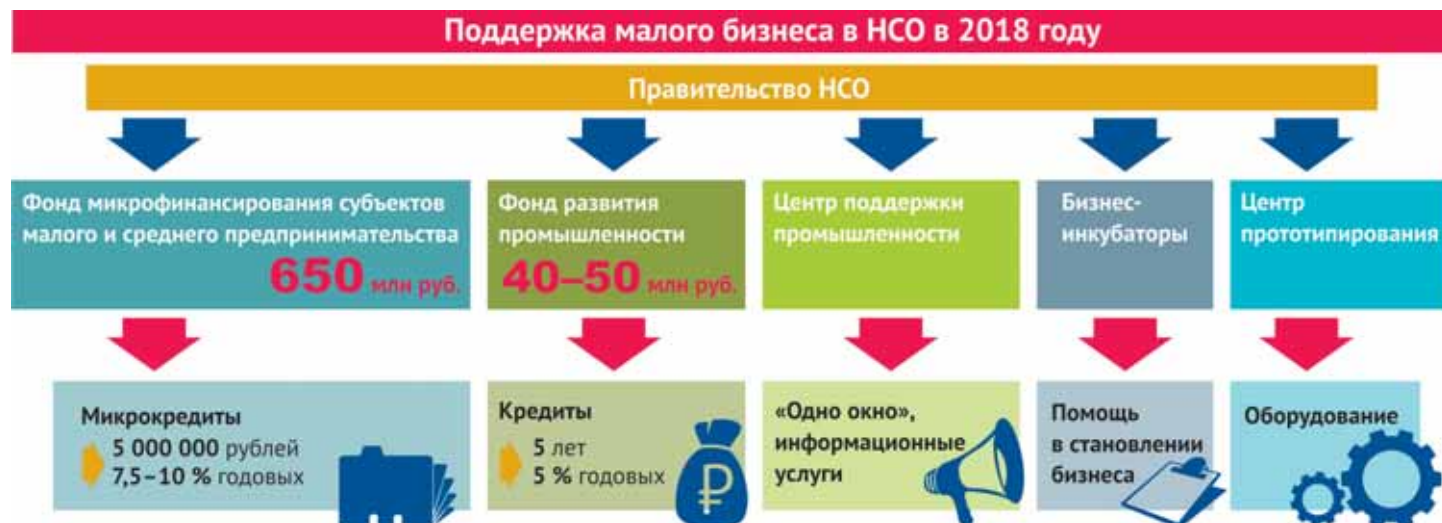 Поддержка малого бизнеса в НСО в 2018 году
Правительство НСО
Фонд микрофинансирования субъектов
малого и среднего предпринимательства
650 млн руб.
Фонд развития
промышленности
40–50 млн руб.
Центр поддержки
промышленности
Бизнес-
инкубаторы
Центр
прототипирования
Микрокредиты
5 000 000 рублей
7,5–10 % годовых
Кредиты
5 лет
5 % годовых
«Одно окно»,
информационные
услуги
Помощь
в становлении
бизнеса
Оборудование